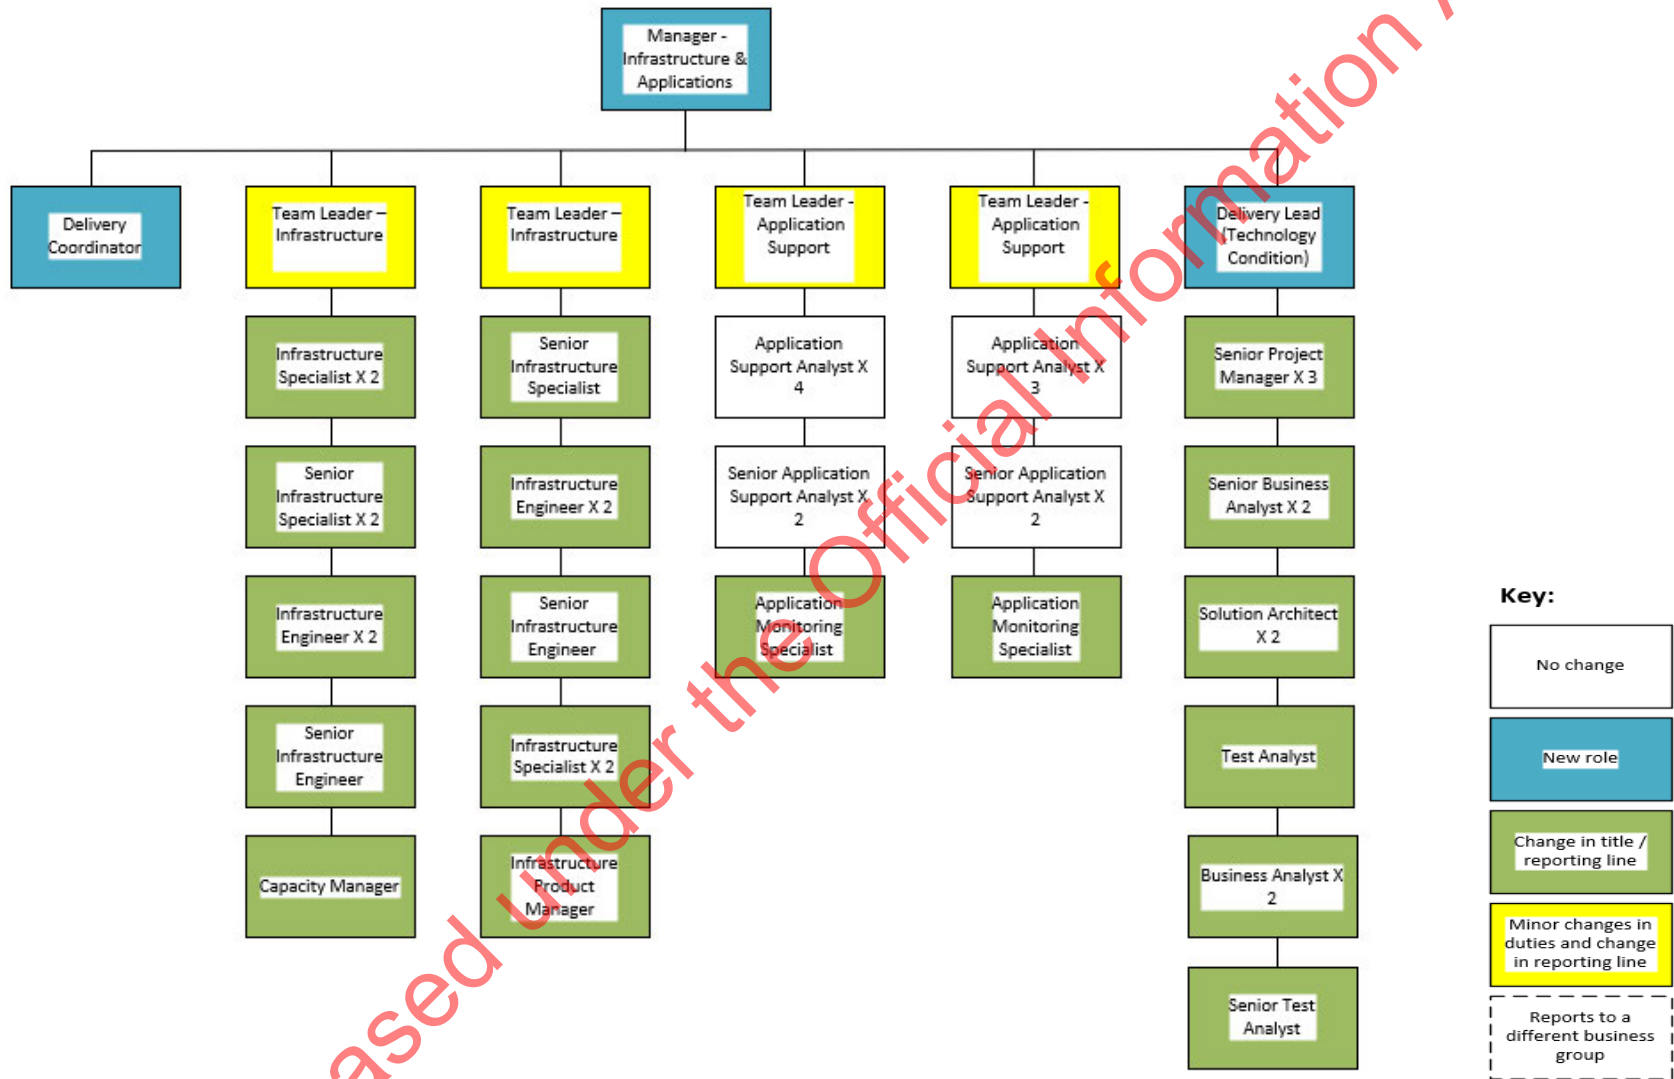 Manager -
Infrastructure &
Applications
Delivery
Coordinator
Team Leader –
Infrastructure
Team Leader –
Infrastructure
Team Leader -
Application
Support
Team Leader -
Application
Support
Delivery Lead
(Technology
Condition)
Infrastructure
Specialist X 2
Senior
Infrastructure
Specialist X 2
Infrastructure
Engineer X 2
Senior
Infrastructure
Engineer
Capacity Manager
Senior
Infrastructure
Specialist
Infrastructure
Engineer X 2
Senior
Infrastructure
Engineer
Infrastructure
Specialist X 2
Infrastructure
Product
Manager
Application
Support Analyst X
4
Senior Application
Support Analyst X
2
Application
Monitoring
Specialist
Application
Support Analyst X
3
Senior Application
Support Analyst X
2
Application
Monitoring
Specialist
Senior Project
Manager X 3
Senior Business
Analyst X 2
Solution Architect
X 2
Test Analyst
Business Analyst X
2
Senior Test
Analyst
Key:
No change
New role
Change in title /
reporting line
Minor changes in
duties and change
in reporting line
Reports to a
different business
group
ased under the Official Information